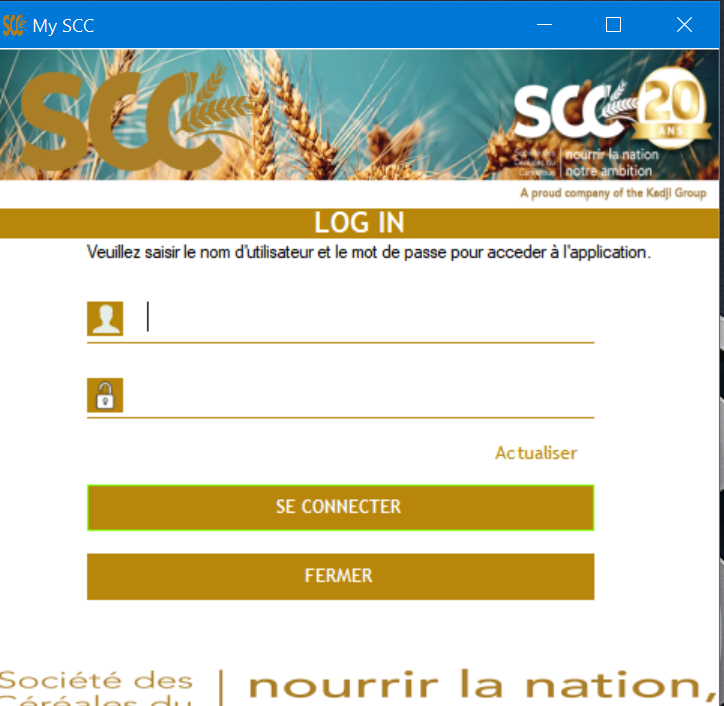 SCC My SCC
SCC
SCC 20
ANS
Société des
Céréales du
Cameroun
nourrir la nation
notre ambition
A proud company of the Kadji Group
LOG IN
Veuillez saisir le nom d'utilisateur et le mot de passe pour acceder à l'application.
Actualiser
SE CONNECTER
FERMER
Société des
Céréales du
nourrir la nation,